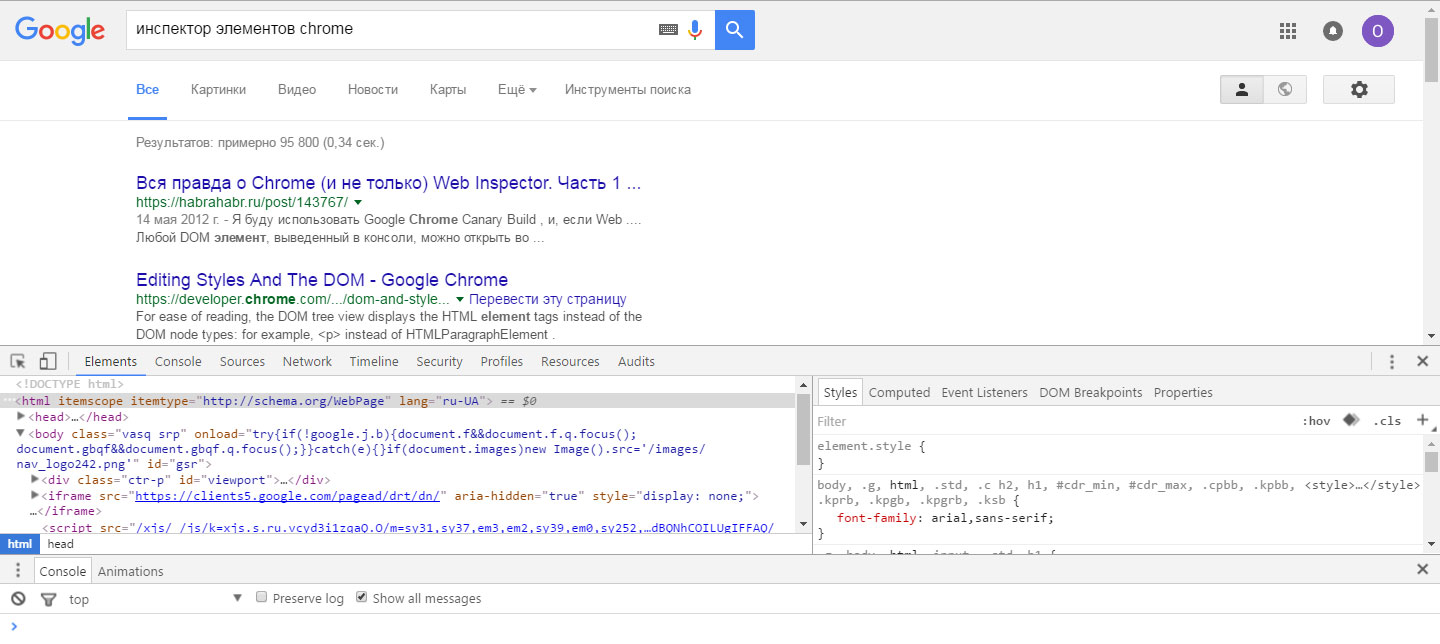 Google
инспектор элементов chrome
О
Все Картинки Видео Новости Карты Ещё Инструменты поиска
Результатов: примерно 95 800 (0,34 сек.)
Вся правда о Chrome (и не только) Web Inspector. Часть 1 ...
https://habrahabr.ru/post/143767/
14 мая 2012 г. - Я буду использовать Google Chrome Canary Build , и, если Web ....
Любой DOM элемент, выведенный в консоли, можно открыть во ...
Editing Styles And The DOM - Google Chrome
https://developer.chrome.com/.../dom-and-style... Перевести эту страницу
For ease of reading, the DOM tree view displays the HTML element tags instead of the
DOM node types: for example, <p> instead of HTMLParagraphElement .
Elements Console Sources Network Timeline Security Profiles Resources Audits
<!DOCTYPE html>
…<html itemscope itemtype="http://schema.org/WebPage" lang="ru-UA"> == $0
<head>…</head>
<body class="vasq srp" onload="try{if(!google.j.b){document.f&&document.f.q.focus();
document.gbqf&&document.gbqf.q.focus();}}catch(e){}if(document.images)new Image().src='/images/
nav_logo242.png'" id="gsr">
<div class="ctr-p" id="viewport">…</div>
<iframe src="https://clients5.google.com/pagead/drt/dn/" aria-hidden="true" style="display: none;">
…</iframe>
<script src="/xjs/_/js/k=xjs.s.ru.vcyd3i1zqaQ.O/m=sy31,sy37,em3,em2,sy39,em0,sy252,…dBQNhCOILUgIFFAO/
html head
Styles Computed Event Listeners DOM Breakpoints Properties
Filter :hov .cls +
element.style {
}
body, .g, html, .std, .c h2, h1, #cdr_min, #cdr_max, .cpbb, .kpbb, <style>…</style>
.kprb, .kpgb, .kpgrb, .ksb {
font-family: arial,sans-serif;
}
.g, body, html, input, .std, h1 {
Console Animations
top Preserve log Show all messages